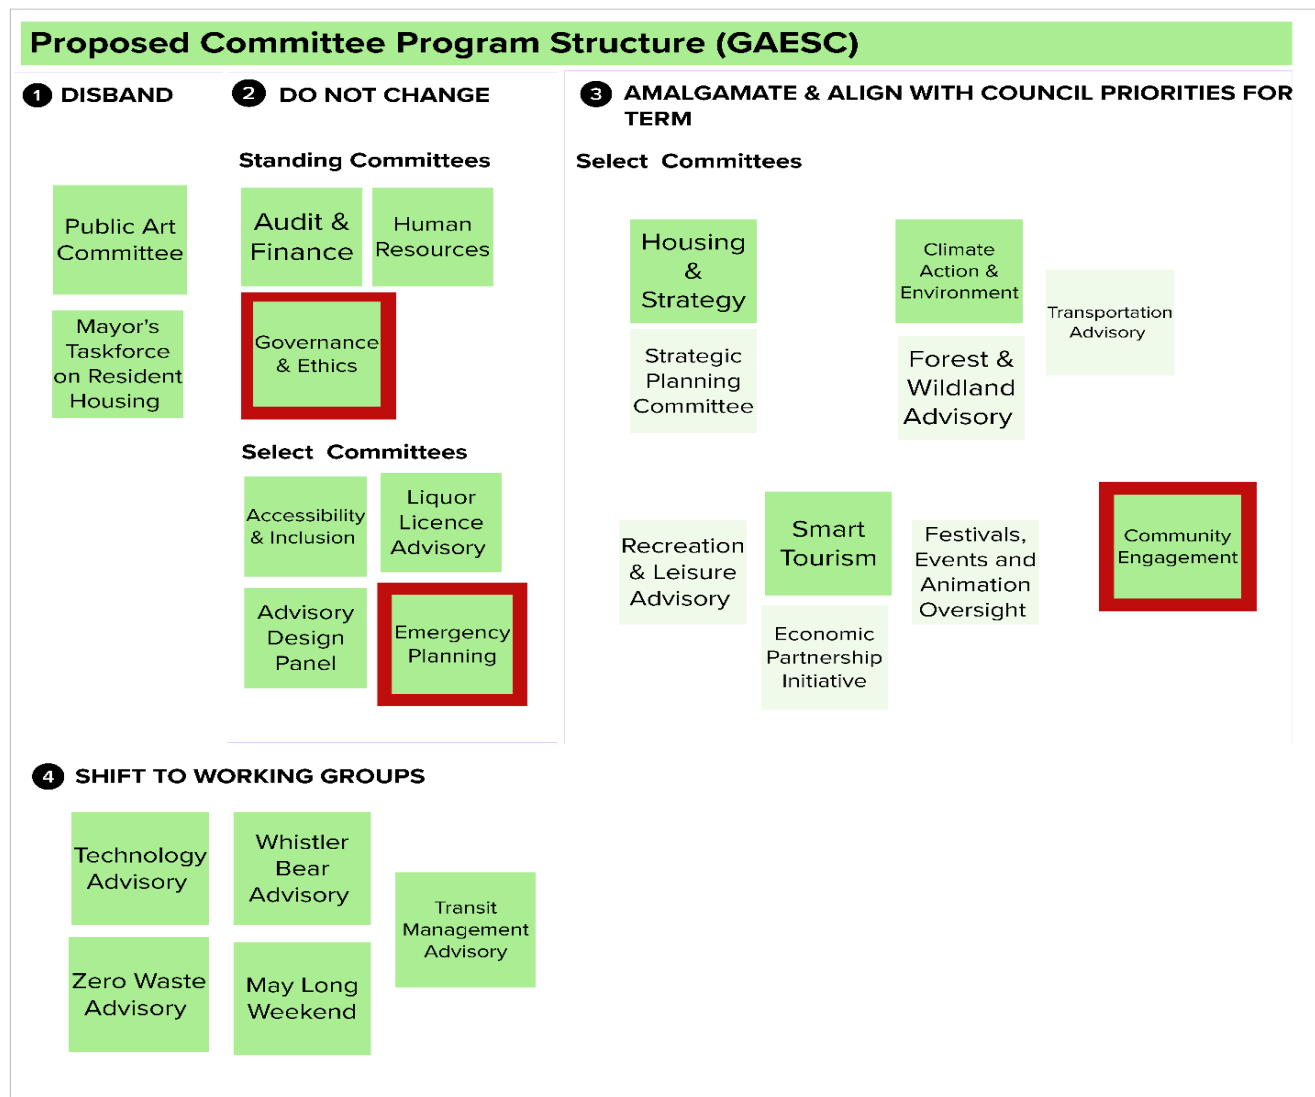 Proposed Committee Program Structure (GAESC)
1 DISBAND
Public Art
Committee
Mayor's
Taskforce
on Resident
Housing
2 DO NOT CHANGE
Standing Committees
Audit &
Finance
Human
Resources
Governance
& Ethics
Select Committees
Accessibility
& Inclusion
Liquor
Licence
Advisory
Advisory
Design
Panel
Emergency
Planning
3 AMALGAMATE & ALIGN WITH COUNCIL PRIORITIES FOR
TERM
Select Committees
Housing
&
Strategy
Strategic
Planning
Committee
Climate
Action &
Environment
Forest &
Wildland
Advisory
Transportation
Advisory
Recreation
& Leisure
Advisory
Smart
Tourism
Economic
Partnership
Initiative
Festivals,
Events and
Animation
Oversight
Community
Engagement
4 SHIFT TO WORKING GROUPS
Technology
Advisory
Whistler
Bear
Advisory
Transit
Management
Advisory
Zero Waste
Advisory
May Long
Weekend